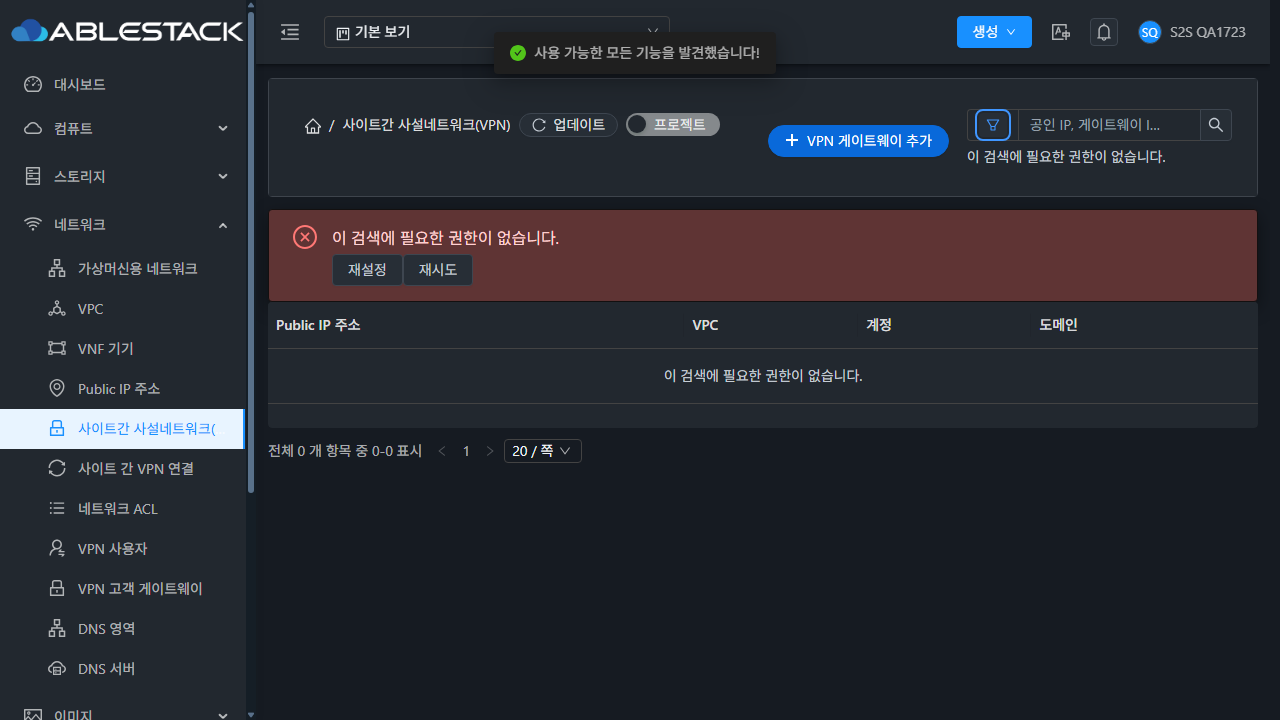 ABLESTACK
대시보드
컴퓨트
스토리지
네트워크
가상머신용 네트워크
VPC
VNF 기기
Public IP 주소
사이트간 사설네트워크(
사이트 간 VPN 연결
네트워크 ACL
VPN 사용자
VPN 고객 게이트웨이
DNS 영역
DNS 서버
이미지
기본 보기
사용 가능한 모든 기능을 발견했습니다!
생성
SQ
S2S QA1723
/ 사이트간 사설네트워크(VPN)
업데이트
프로젝트
VPN 게이트웨이 추가
공인 IP, 게이트웨이 I...
이 검색에 필요한 권한이 없습니다.
이 검색에 필요한 권한이 없습니다.
재설정
재시도
Public IP 주소 VPC 계정 도메인
이 검색에 필요한 권한이 없습니다.
전체 0 개 항목 중 0-0 표시 < 1 > 20 / 쪽